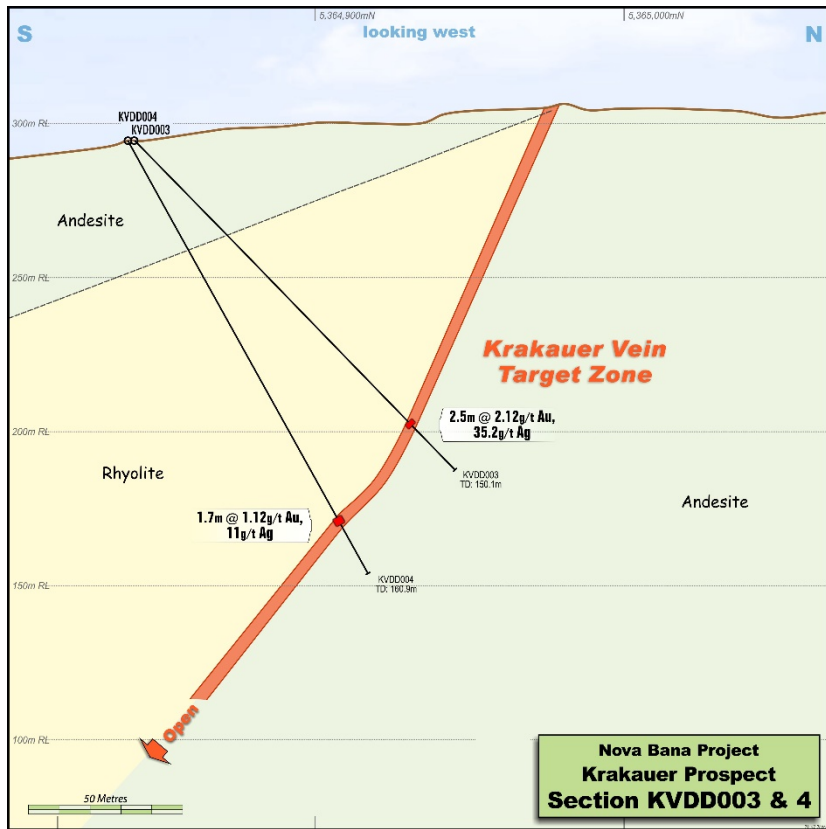 5,364,900mN
5,365,000mN
S
looking west
N
KVDD004
KVDD003
300m RL
Andesite
250m RL
Krakauer Vein
Target Zone
2.5m @ 2.12g/t Au,
35.2g/t Ag
200m RL
KVDD003
TD: 150.1m
Rhyolite
Andesite
1.7m @ 1.12g/t Au,
11g/t Ag
KVDD004
TD: 160.9m
150m RL
Open
100m RL
50 Metres
Nova Bana Project
Krakauer Prospect
Section KVDD003 & 4